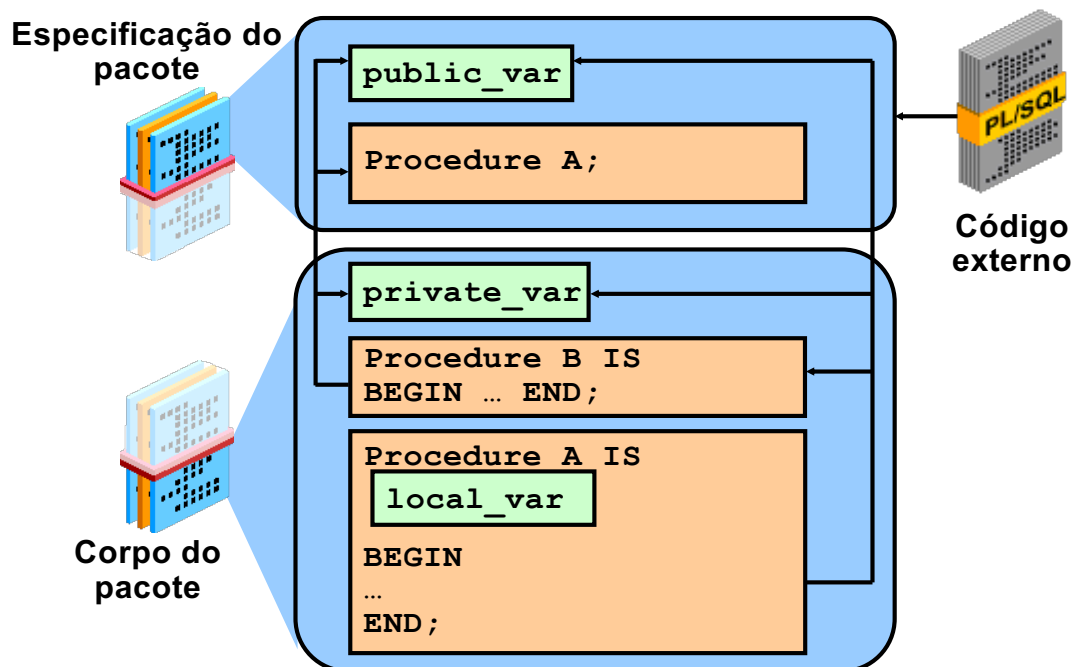 Especificação do
pacote
public_var
Procedure A;
PL/SQL
Código
externo
private_var
Procedure B IS
BEGIN … END;
Procedure A IS
local_var
BEGIN
…
END;
Corpo do
pacote